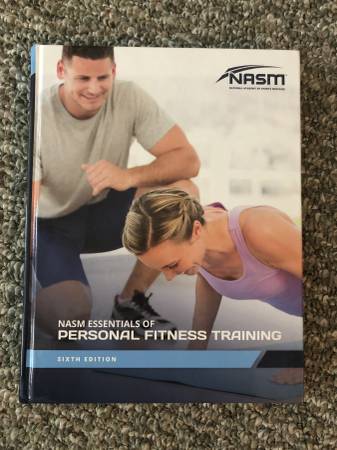 NASM
NATIONAL ACADEMY OF SPORTS MEDICINE
NASM ESSENTIALS OF
PERSONAL FITNESS TRAINING
SIXTH EDITION